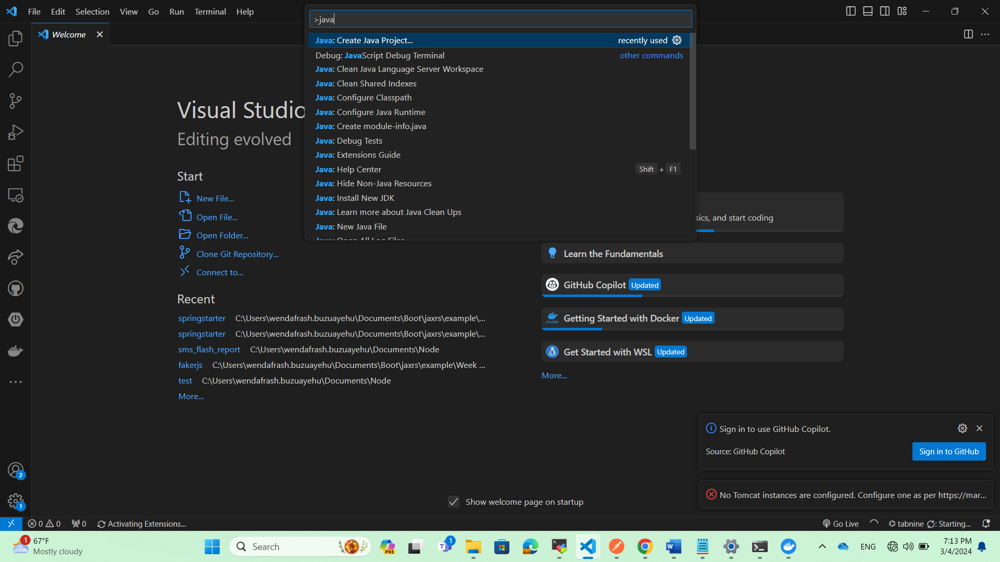 File Edit Selection View Go Run Terminal Help
>java
Welcome
Java: Create Java Project...
recently used
Debug: JavaScript Debug Terminal
other commands
Java: Clean Java Language Server Workspace
Java: Clean Shared Indexes
Java: Configure Classpath
Java: Configure Java Runtime
Java: Create module-info.java
Java: Debug Tests
Java: Extensions Guide
Java: Help Center
Shift + F1
Java: Hide Non-Java Resources
Java: Install New JDK
Java: Learn more about Java Clean Ups
Java: New Java File
Visual Studio
Editing evolved
Start
New File...
Open File...
Open Folder...
Clone Git Repository...
Connect to...
Recent
springstarter C:\Users\wendafrash.buzuayehu\Documents\Boot\jaxrs\example\...
springstarter C:\Users\wendafrash.buzuayehu\Documents\Boot\jaxrs\example\...
sms_flash_report C:\Users\wendafrash.buzuayehu\Documents\Node
fakerjs C:\Users\wendafrash.buzuayehu\Documents\Boot\jaxrs\example\Week ...
test C:\Users\wendafrash.buzuayehu\Documents\Node
More...
and start coding
Learn the Fundamentals
GitHub Copilot Updated
Getting Started with Docker Updated
docker
Get Started with WSL Updated
More...
Sign in to use GitHub Copilot.
Source: GitHub Copilot
Sign in to GitHub
No Tomcat instances are configured. Configure one as per https://mar...
Show welcome page on startup
2
1
0 0 0 Activating Extensions...
Go Live tabnine : Starting...
1
67°F
Mostly cloudy
Search
1
ENG
7:13 PM
3/4/2024